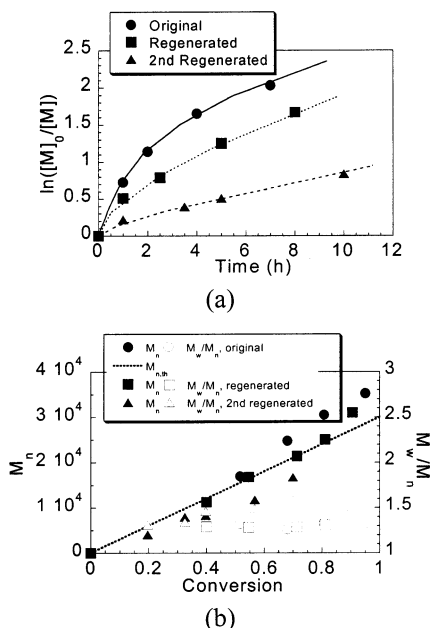 Original
Regenerated
2nd Regenerated
2.5
2
1.5
1
0.5
0
ln([M]0/[M])
0 2 4 6 8 10 12
Time (h)
(a)
Mn Mw/Mn, original
Mn,th
Mn Mw/Mn, regenerated
Mn Mw/Mn, 2nd regenerated
4 10^4
3 10^4
2 10^4
1 10^4
0
Mn
3
2.5
2
1.5
1
Mw/Mn
0 0.2 0.4 0.6 0.8 1
Conversion
(b)